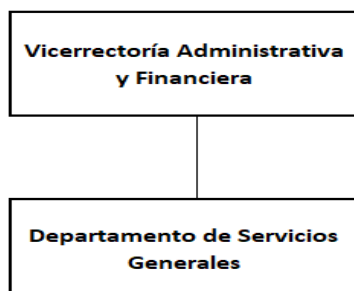 Vicerrectoría Administrativa
y Financiera
Departamento de Servicios
Generales